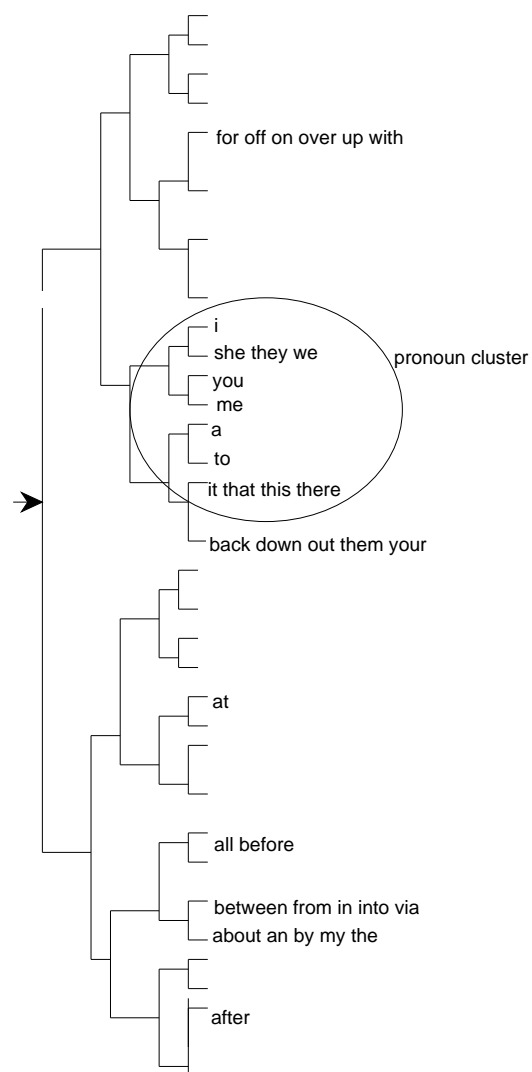 for off on over up with
i
she they we
pronoun cluster
you
me
a
to
it that this there
back down out them your
at
all before
between from in into via
about an by my the
after